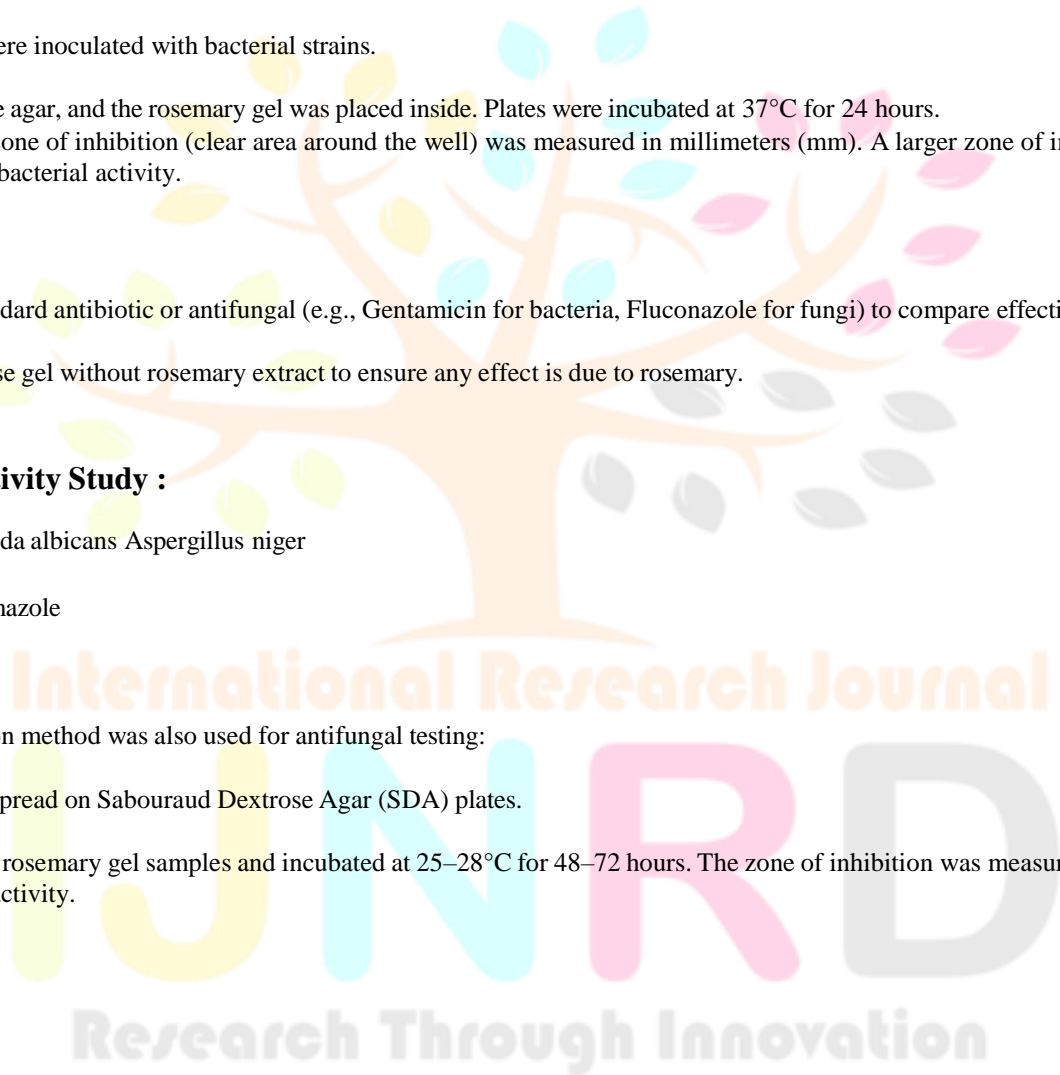 ere inoculated with bacterial strains.
e agar, and the rosemary gel was placed inside. Plates were incubated at 37°C for 24 hours.
one of inhibition (clear area around the well) was measured in millimeters (mm). A larger zone of in
bacterial activity.
dard antibiotic or antifungal (e.g., Gentamicin for bacteria, Fluconazole for fungi) to compare effecti
se gel without rosemary extract to ensure any effect is due to rosemary.
ivity Study :
da albicans Aspergillus niger
nazole
International Research Journal
on method was also used for antifungal testing:
pread on Sabouraud Dextrose Agar (SDA) plates.
rosemary gel samples and incubated at 25–28°C for 48–72 hours. The zone of inhibition was measu
activity.
IJNRD
Research Through Innovation